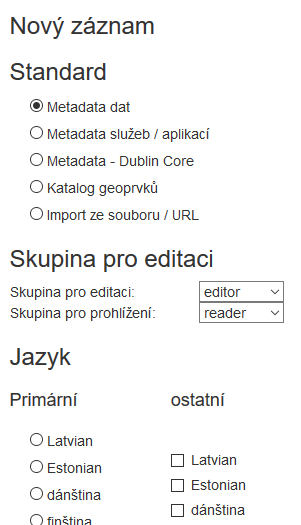 Nový záznam
Standard
Metadata dat
Metadata služeb / aplikací
Metadata - Dublin Core
Katalog geoprvků
Import ze souboru / URL
Skupina pro editaci
Skupina pro editaci: editor
Skupina pro prohlížení: reader
Jazyk
Primární ostatní
Latvian
Estonian
dánština
finština
Latvian
Estonian
dánština